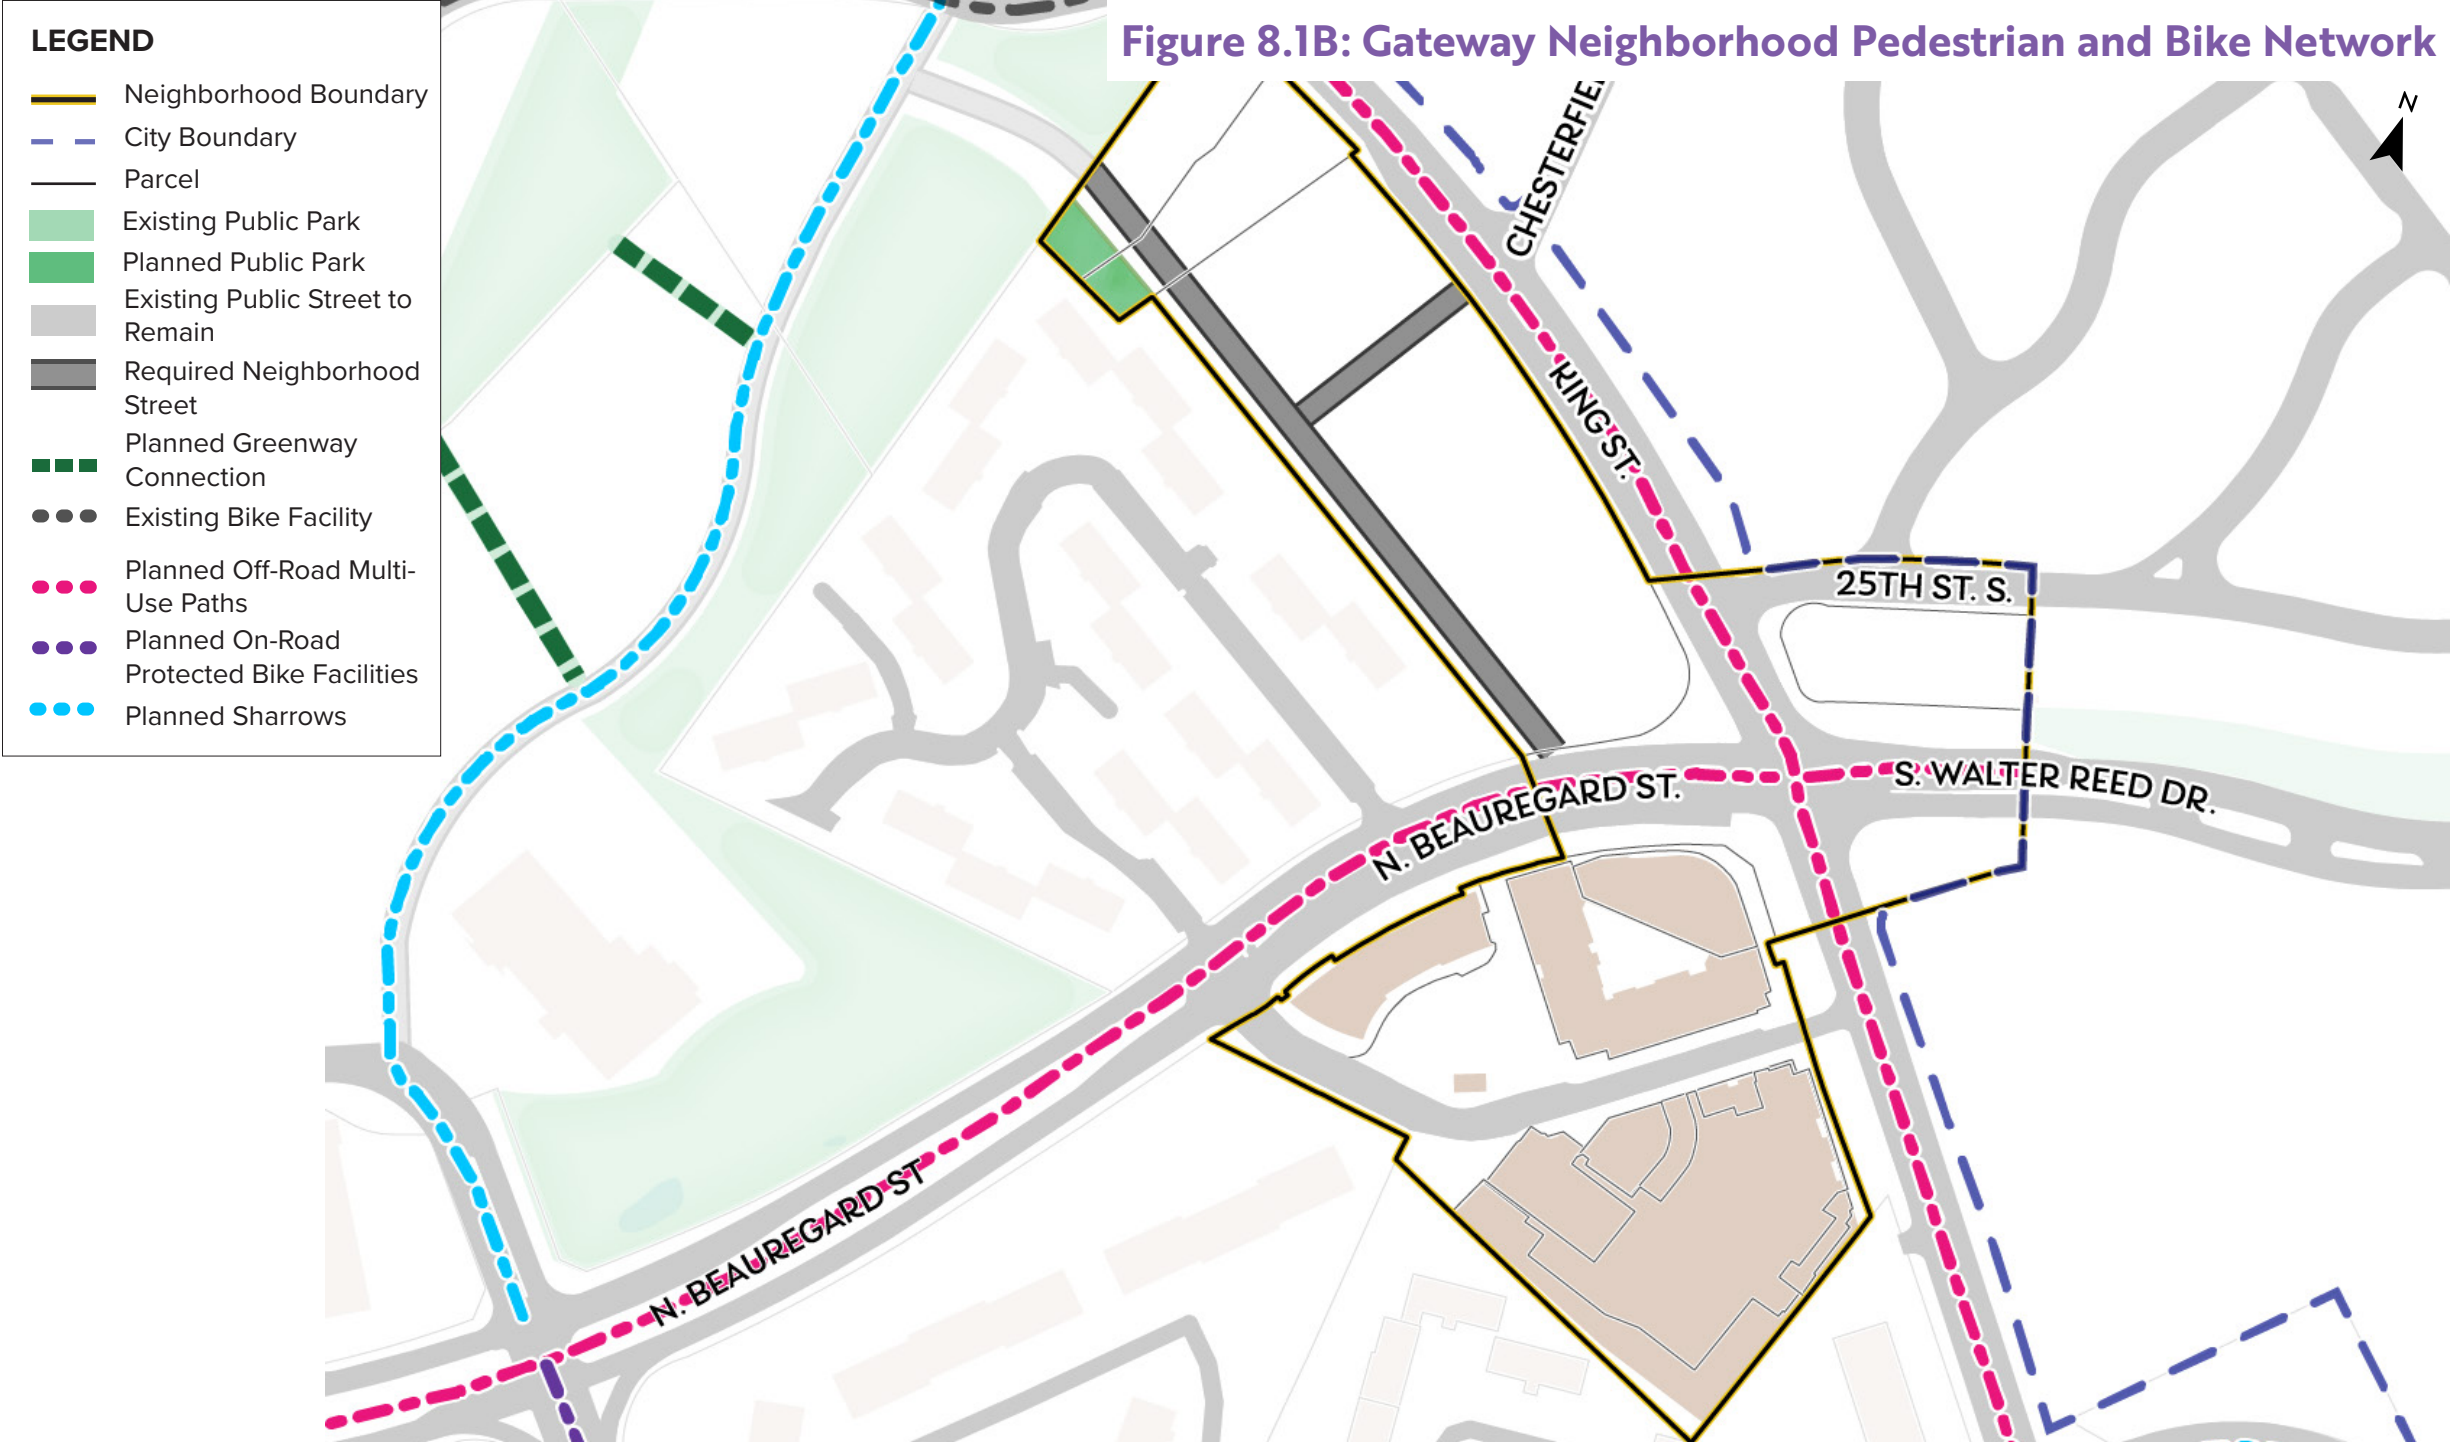 Figure 8.1B: Gateway Neighborhood Pedestrian and Bike Network
LEGEND
Neighborhood Boundary
City Boundary
Parcel
Existing Public Park
Planned Public Park
Existing Public Street to
Remain
Required Neighborhood
Street
Planned Greenway
Connection
Existing Bike Facility
Planned Off-Road Multi-
Use Paths
Planned On-Road
Protected Bike Facilities
Planned Sharrows
N
KING ST.
25TH ST. S.
S. WALTER REED DR.
N. BEAUREGARD ST.
N. BEAUREGARD ST